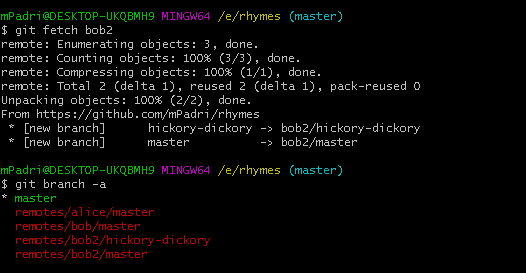 mPadri@DESKTOP-UKQBMH9 MINGW64 /e/rhymes (master)
$ git fetch bob2
remote: Enumerating objects: 3, done.
remote: Counting objects: 100% (3/3), done.
remote: Compressing objects: 100% (1/1), done.
remote: Total 2 (delta 1), reused 2 (delta 1), pack-reused 0
Unpacking objects: 100% (2/2), done.
From https://github.com/mPadri/rhymes
 * [new branch]      hickory-dickory -> bob2/hickory-dickory
 * [new branch]      master          -> bob2/master
mPadri@DESKTOP-UKQBMH9 MINGW64 /e/rhymes (master)
$ git branch -a
* master
  remotes/alice/master
  remotes/bob/master
  remotes/bob2/hickory-dickory
  remotes/bob2/master